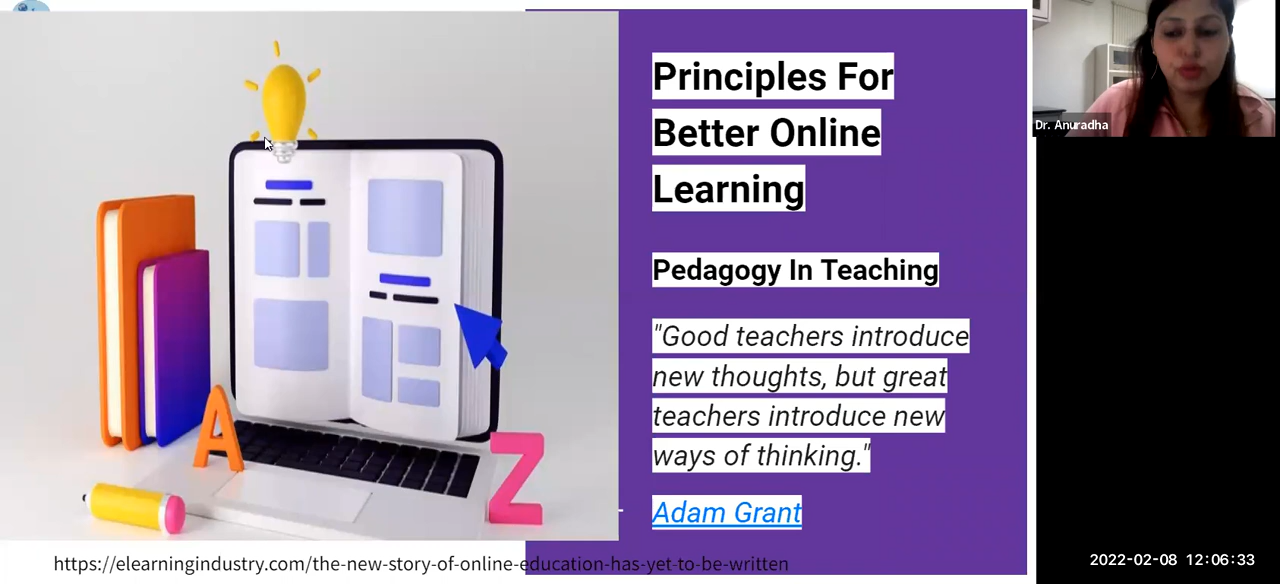 Principles For
Better Online
Learning
Pedagogy In Teaching
"Good teachers introduce
new thoughts, but great
teachers introduce new
ways of thinking."
Adam Grant
A
Z
https://elearningindustry.com/the-new-story-of-online-education-has-yet-to-be-written
Dr. Anuradha
2022-02-08 12:06:33